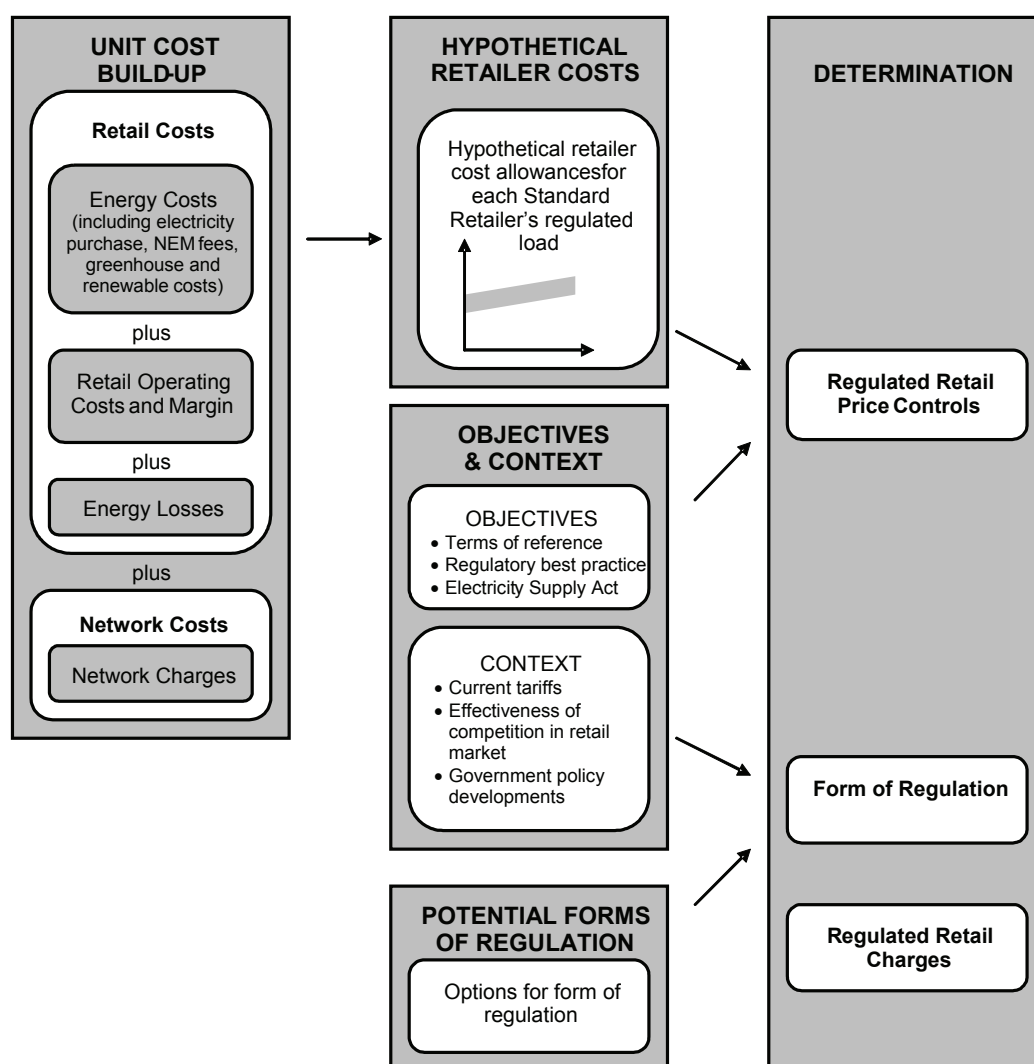 UNIT COST
BUILD-UP
Retail Costs
Energy Costs
(including electricity
purchase, NEM fees,
greenhouse and
renewable costs)
plus
Retail Operating
Costs and Margin
plus
Energy Losses
plus
Network Costs
Network Charges
HYPOTHETICAL
RETAILER COSTS
Hypothetical retailer
cost allowancesfor
each Standard
Retailer’s regulated
load
OBJECTIVES
& CONTEXT
OBJECTIVES
• Terms of reference
• Regulatory best practice
• Electricity Supply Act
CONTEXT
• Current tariffs
• Effectiveness of
competition in retail
market
• Government policy
developments
POTENTIAL FORMS
OF REGULATION
Options for form of
regulation
DETERMINATION
Regulated Retail
Price Controls
Form of Regulation
Regulated Retail
Charges